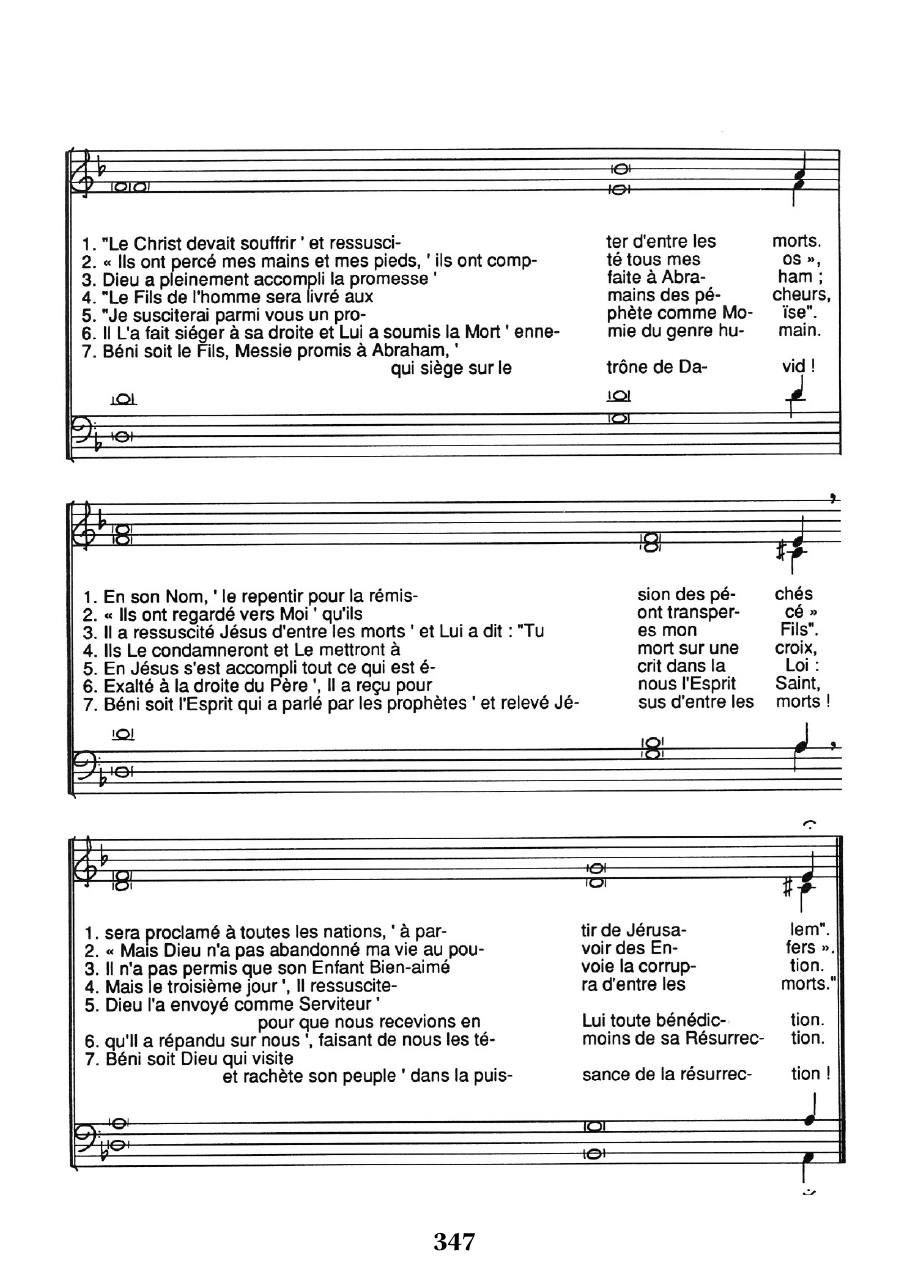 1. "Le Christ devait souffrir ' et ressusci- ter d'entre les morts.
2. « Ils ont percé mes mains et mes pieds, ' ils ont comp- té tous mes os »,
3. Dieu a pleinement accompli la promesse ' faite à Abra- ham ;
4. "Le Fils de l'homme sera livré aux mains des pé- cheurs,
5. "Je susciterai parmi vous un pro- phète comme Mo- ïse".
6. Il L'a fait siéger à sa droite et Lui a soumis la Mort ' enne- mie du genre hu- main.
7. Béni soit le Fils, Messie promis à Abraham, '
qui siège sur le trône de Da- vid !
1. En son Nom, ' le repentir pour la rémis- sion des pé- chés
2. « Ils ont regardé vers Moi ' qu'ils ont transper- cé »
3. Il a ressuscité Jésus d'entre les morts ' et Lui a dit : "Tu es mon Fils".
4. Ils Le condamneront et Le mettront à mort sur une croix,
5. En Jésus s'est accompli tout ce qui est é- crit dans la Loi :
6. Exalté à la droite du Père ', Il a reçu pour nous l'Esprit Saint,
7. Béni soit l'Esprit qui a parlé par les prophètes ' et relevé Jé- sus d'entre les morts !
1. sera proclamé à toutes les nations, ' à par- tir de Jérusa- lem".
2. « Mais Dieu n'a pas abandonné ma vie au pou- voir des En- fers ».
3. Il n'a pas permis que son Enfant Bien-aimé voie la corrup- tion.
4. Mais le troisième jour ', Il ressuscite- ra d'entre les morts."
5. Dieu l'a envoyé comme Serviteur '
pour que nous recevions en Lui toute bénédic- tion.
6. qu'Il a répandu sur nous ', faisant de nous les té- moins de sa Résurrec- tion.
7. Béni soit Dieu qui visite
et rachète son peuple ' dans la puis- sance de la résurrec- tion !
347